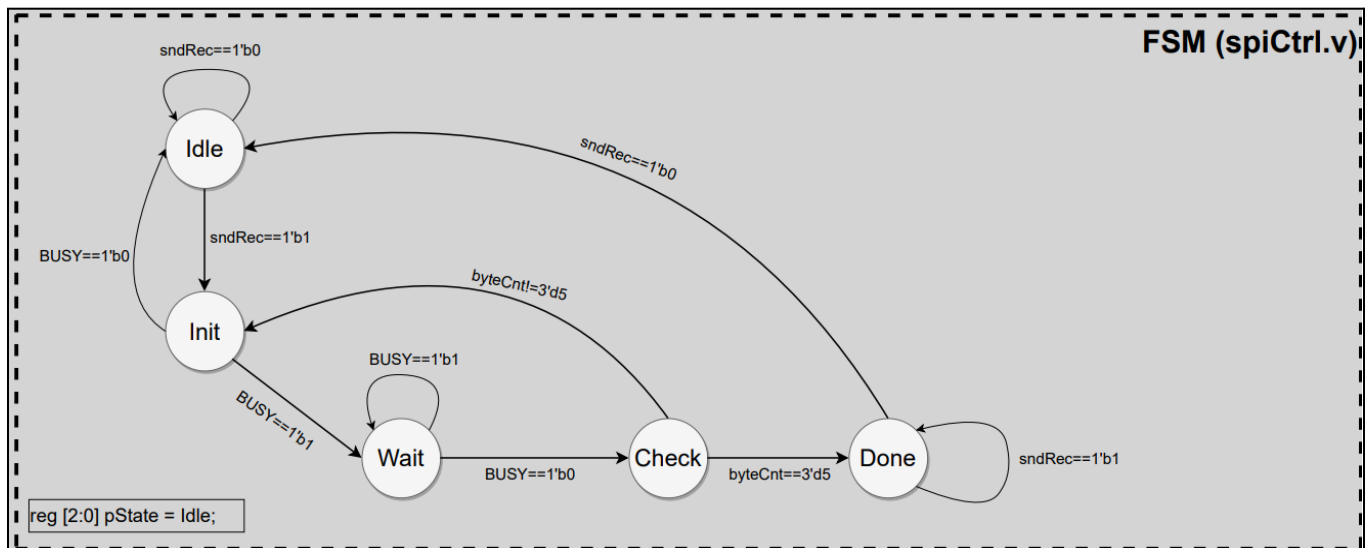 FSM (spiCtrl.v)
sndRec==1'b0
Idle
sndRec==1'b0
sndRec==1'b1
BUSY==1'b0
byteCnt!=3'd5
Init
BUSY==1'b1
BUSY==1'b1
Wait
BUSY==1'b0
Check
byteCnt==3'd5
Done
sndRec==1'b1
reg [2:0] pState = Idle;